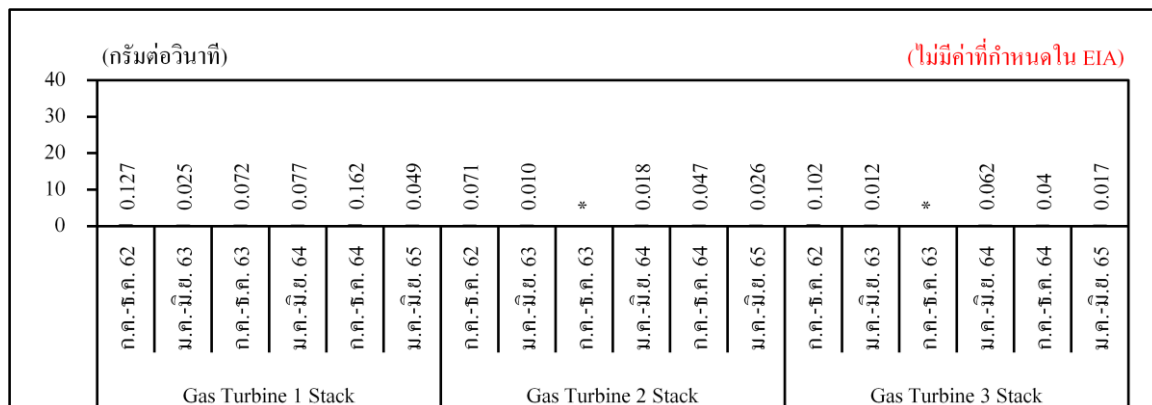 (กรัมต่อวินาที) (ไม่มีค่าที่กำหนดใน EIA)
40
30
20
10
0
0.127 0.025 0.072 0.077 0.162 0.049 0.071 0.010 * 0.018 0.047 0.026 0.102 0.012 * 0.062 0.04 0.017
ก.ค.-ธ.ค. 62 ม.ค.-มิ.ย. 63 ก.ค.-ธ.ค. 63 ม.ค.-มิ.ย. 64 ก.ค.-ธ.ค. 64 ม.ค.-มิ.ย. 65 ก.ค.-ธ.ค. 62 ม.ค.-มิ.ย. 63 ก.ค.-ธ.ค. 63 ม.ค.-มิ.ย. 64 ก.ค.-ธ.ค. 64 ม.ค.-มิ.ย. 65 ก.ค.-ธ.ค. 62 ม.ค.-มิ.ย. 63 ก.ค.-ธ.ค. 63 ม.ค.-มิ.ย. 64 ก.ค.-ธ.ค. 64 ม.ค.-มิ.ย. 65
Gas Turbine 1 Stack Gas Turbine 2 Stack Gas Turbine 3 Stack